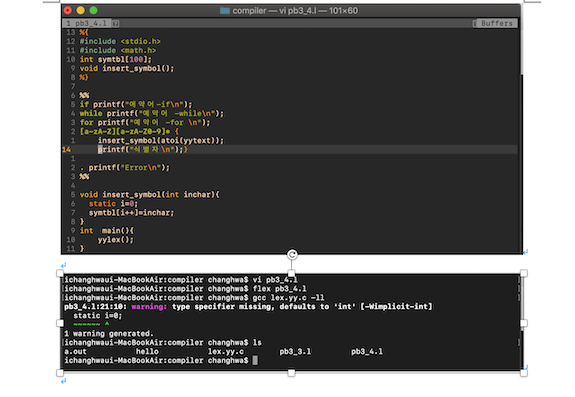 compiler — vi pb3_4.l — 101×60
1 pb3_4.l
Buffers
13 %{
12 #include <stdio.h>
11 #include <math.h>
10 int symtbl[100];
9 void insert_symbol();
8 %}
7
6 %%
5 if printf("예약어-if\n");
4 while printf("예약어 -while\n");
3 for printf("예약어 -for \n");
2 [a-zA-Z][a-zA-Z0-9]* {
1 insert_symbol(atoi(yytext));
14 printf("식별자\n");}
1
2 . printf("Error\n");
3 %%
4
5 void insert_symbol(int inchar){
6 static i=0;
7 symtbl[i++]=inchar;
8 }
9 int main(){
10 yylex();
11 }
ichanghwaui-MacBookAir:compiler changhwa$ vi pb3_4.l
ichanghwaui-MacBookAir:compiler changhwa$ flex pb3_4.l
ichanghwaui-MacBookAir:compiler changhwa$ gcc lex.yy.c -ll
pb3_4.l:21:10: warning: type specifier missing, defaults to 'int' [-Wimplicit-int]
static i=0;
~~~~~~ ^
1 warning generated.
ichanghwaui-MacBookAir:compiler changhwa$ ls
a.out hello lex.yy.c pb3_3.l pb3_4.l
ichanghwaui-MacBookAir:compiler changhwa$